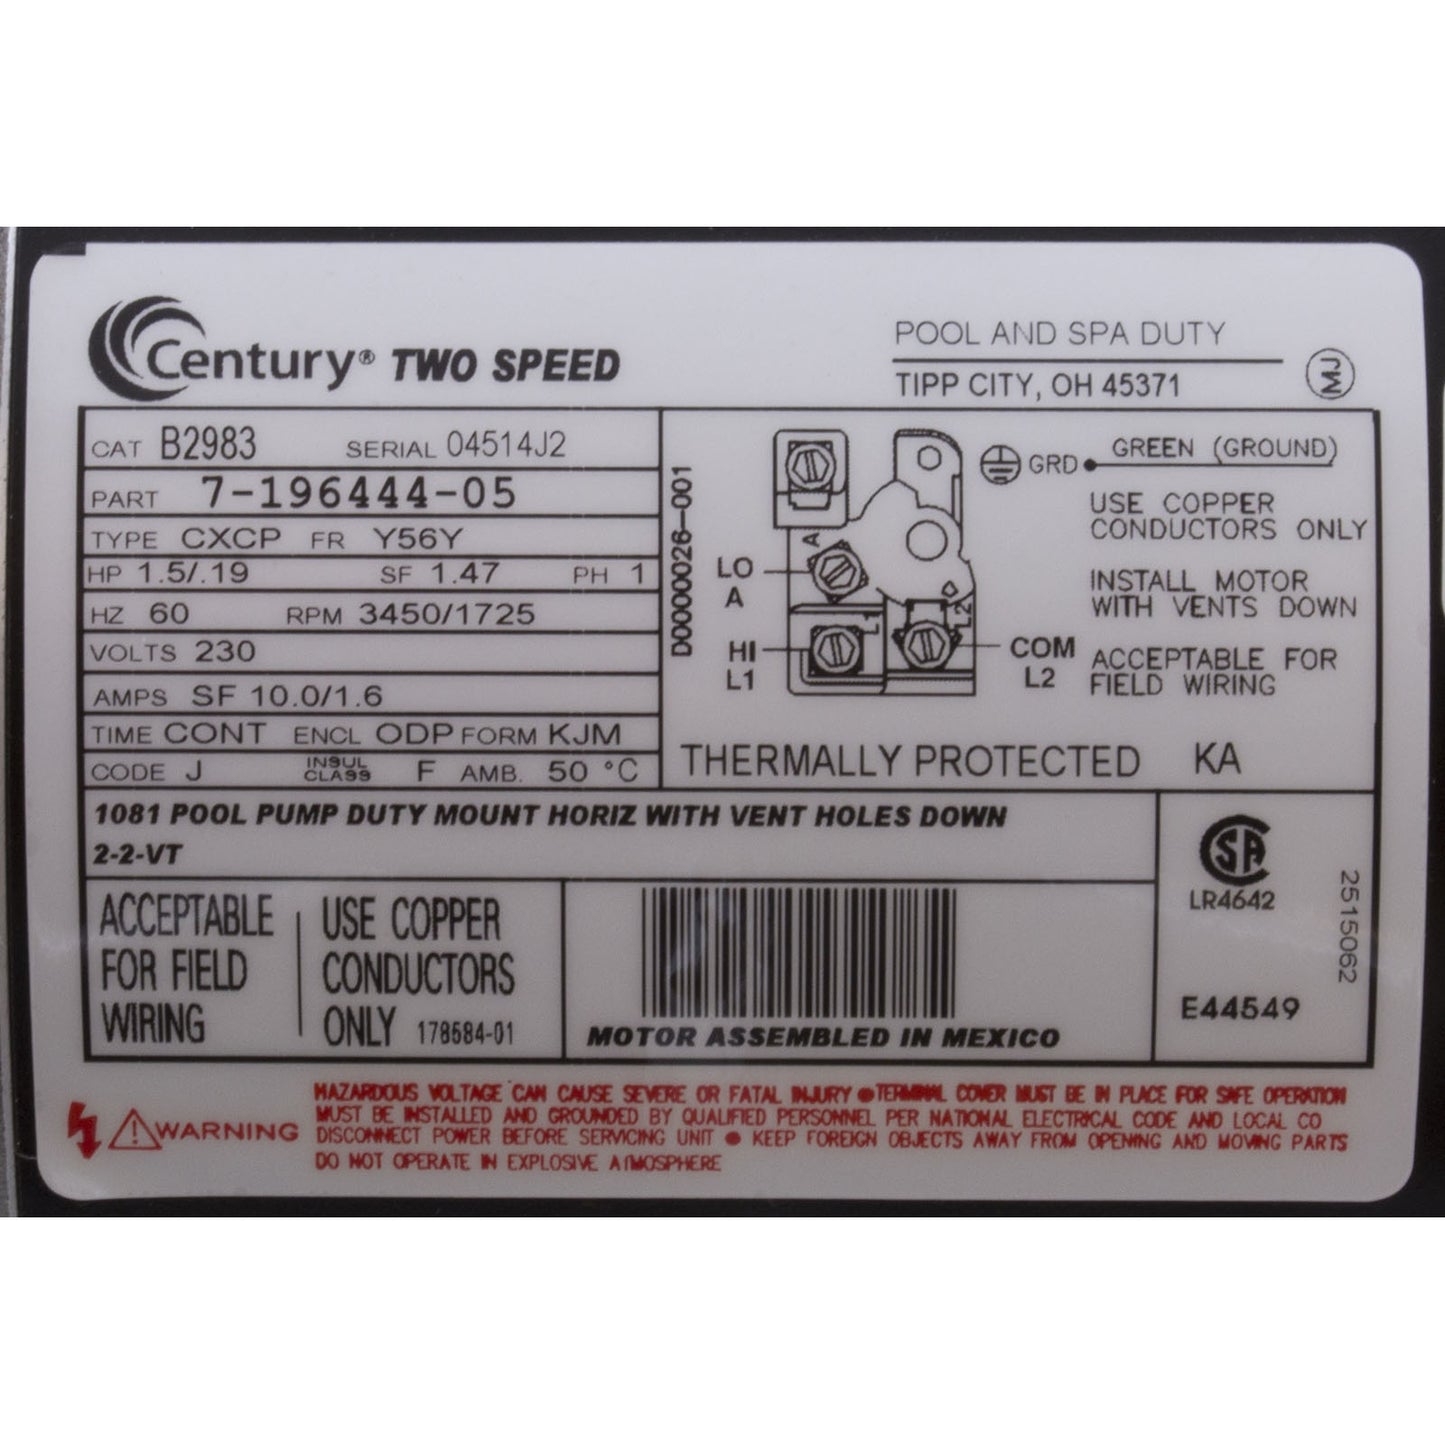 Century® TWO SPEED
POOL AND SPA DUTY
TIPP CITY, OH 45371
MJ
CAT B2983 SERIAL 04514J2
PART 7-196444-05
TYPE CXCP FR Y56Y
HP 1.5/.19 SF 1.47 PH 1
HZ 60 RPM 3450/1725
VOLTS 230
AMPS SF 10.0/1.6
TIME CONT ENCL ODP FORM KJM
CODE J INSUL CLASS F AMB. 50 °C
D0000026-001
A
LO
A
HI
L1
L1
L2
COM
L2
GRD GREEN (GROUND)
USE COPPER
CONDUCTORS ONLY
INSTALL MOTOR
WITH VENTS DOWN
ACCEPTABLE FOR
FIELD WIRING
THERMALLY PROTECTED KA
1081 POOL PUMP DUTY MOUNT HORIZ WITH VENT HOLES DOWN
2-2-VT
ACCEPTABLE
FOR FIELD
WIRING
USE COPPER
CONDUCTORS
ONLY 178584-01
MOTOR ASSEMBLED IN MEXICO
CSA
LR4642
E44549
2515062
WARNING
HAZARDOUS VOLTAGE CAN CAUSE SEVERE OR FATAL INJURY ● TERMINAL COVER MUST BE IN PLACE FOR SAFE OPERATION
MUST BE INSTALLED AND GROUNDED BY QUALIFIED PERSONNEL PER NATIONAL ELECTRICAL CODE AND LOCAL CO
DISCONNECT POWER BEFORE SERVICING UNIT ● KEEP FOREIGN OBJECTS AWAY FROM OPENING AND MOVING PARTS
DO NOT OPERATE IN EXPLOSIVE ATMOSPHERE